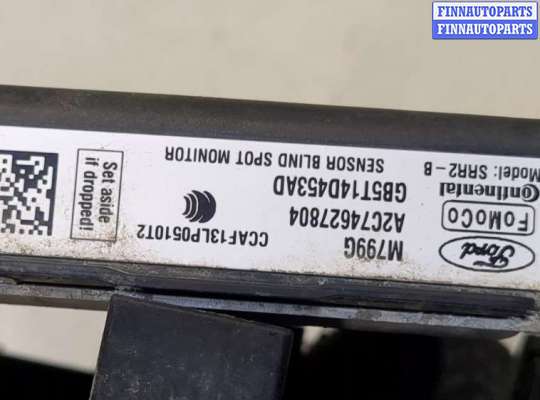 FINNAUTOPARTS
FINNAUTOPARTS
Ford
M799G
FoMoCo
A2C74627804
Continental
GB5T14D453AD
Model: SRR2-B
SENSOR BLIND SPOT MONITOR
CCAF13LP0510T2
Set aside
if dropped!